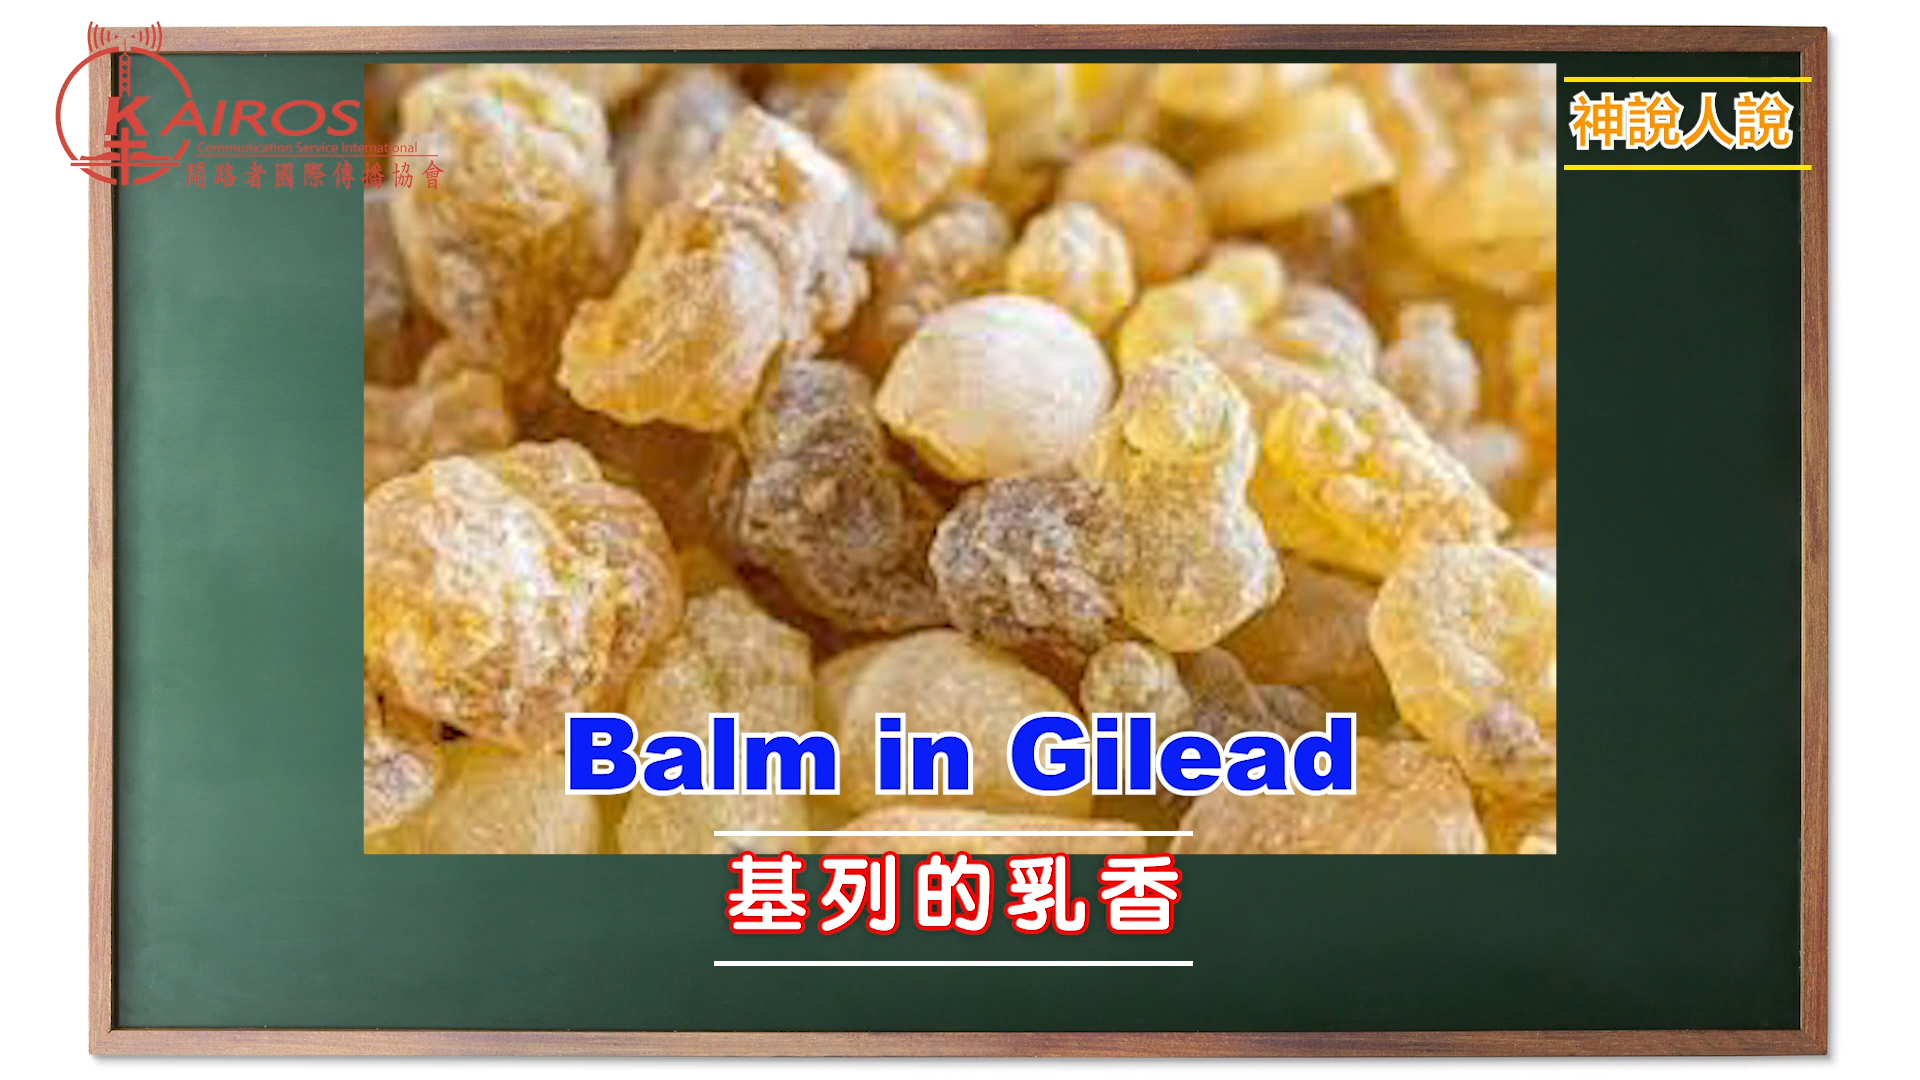 KAIROS
Communication Service International
開路者國際傳播協會
神說人說
Balm in Gilead
基列的乳香